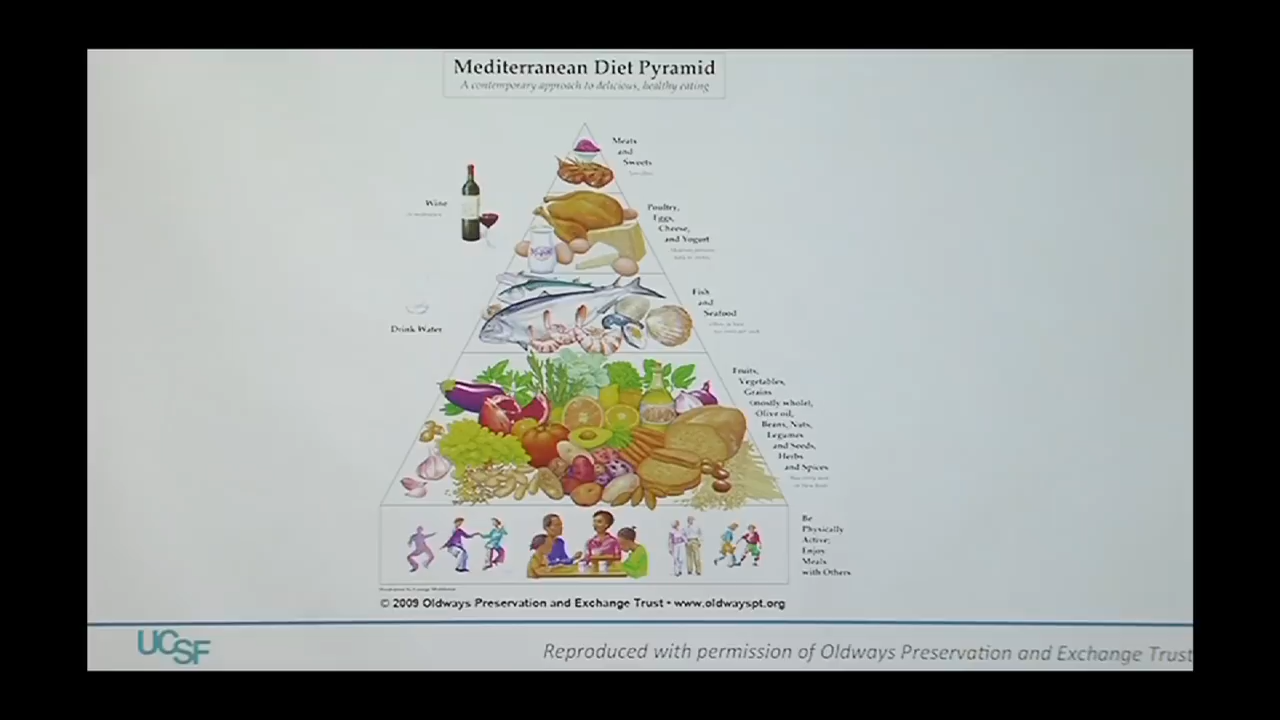 Mediterranean Diet Pyramid
A contemporary approach to delicious, healthy eating
Meats
and
Sweets
Wine
Poultry,
Eggs,
Cheese,
and Yogurt
Fish
and
Seafood
Drink Water
Fruits,
Vegetables,
Grains
(mostly whole),
Olive oil,
Beans, Nuts,
Legumes
and Seeds,
Herbs
and Spices
Be
Physically
Active;
Enjoy
Meals
with Others
© 2009 Oldways Preservation and Exchange Trust • www.oldwayspt.org
UCSF
Reproduced with permission of Oldways Preservation and Exchange Trust